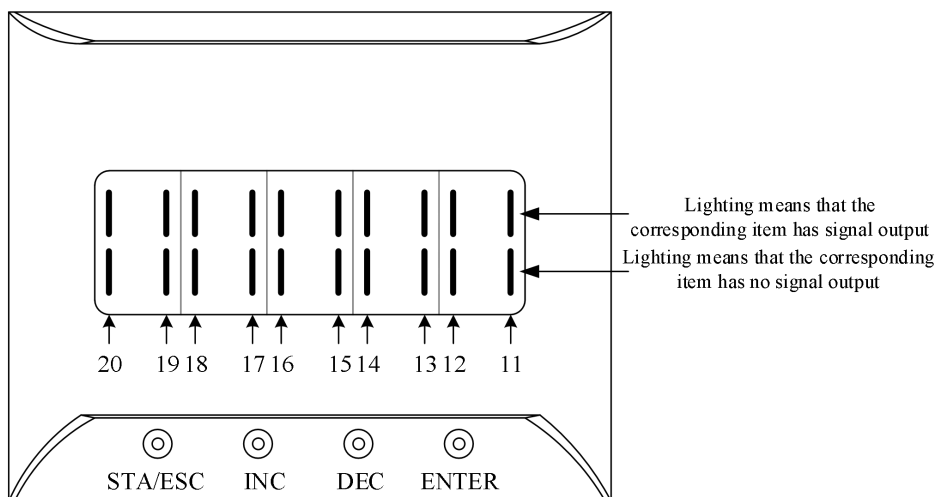 Lighting means that the
corresponding item has signal output
Lighting means that the corresponding
item has no signal output
20 19 18 17 16 15 14 13 12 11
STA/ESC INC DEC ENTER